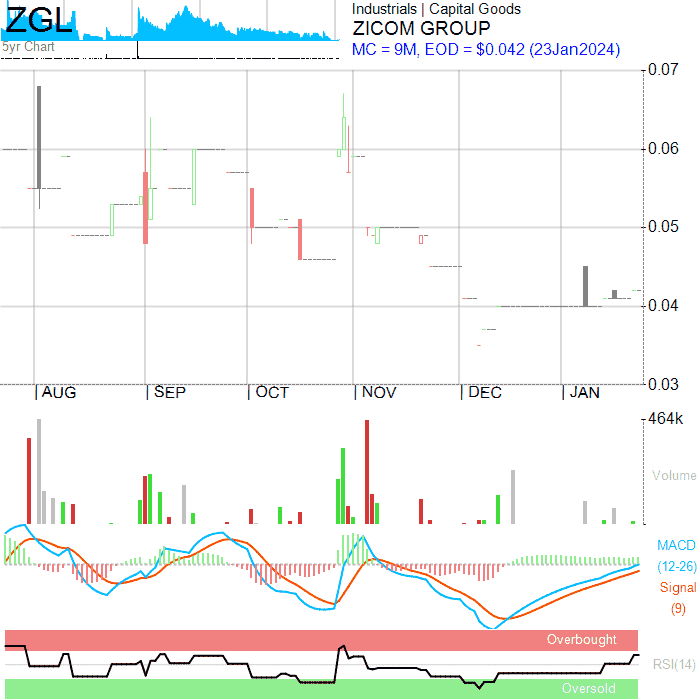 ZGL
5yr Chart
Industrials | Capital Goods
ZICOM GROUP
MC = 9M, EOD = $0.042 (23Jan2024)
0.07
0.06
0.05
0.04
0.03
| AUG | SEP | OCT | NOV | DEC | JAN
464k
Volume
MACD
(12-26)
Signal
(9)
Overbought
RSI(14)
Oversold